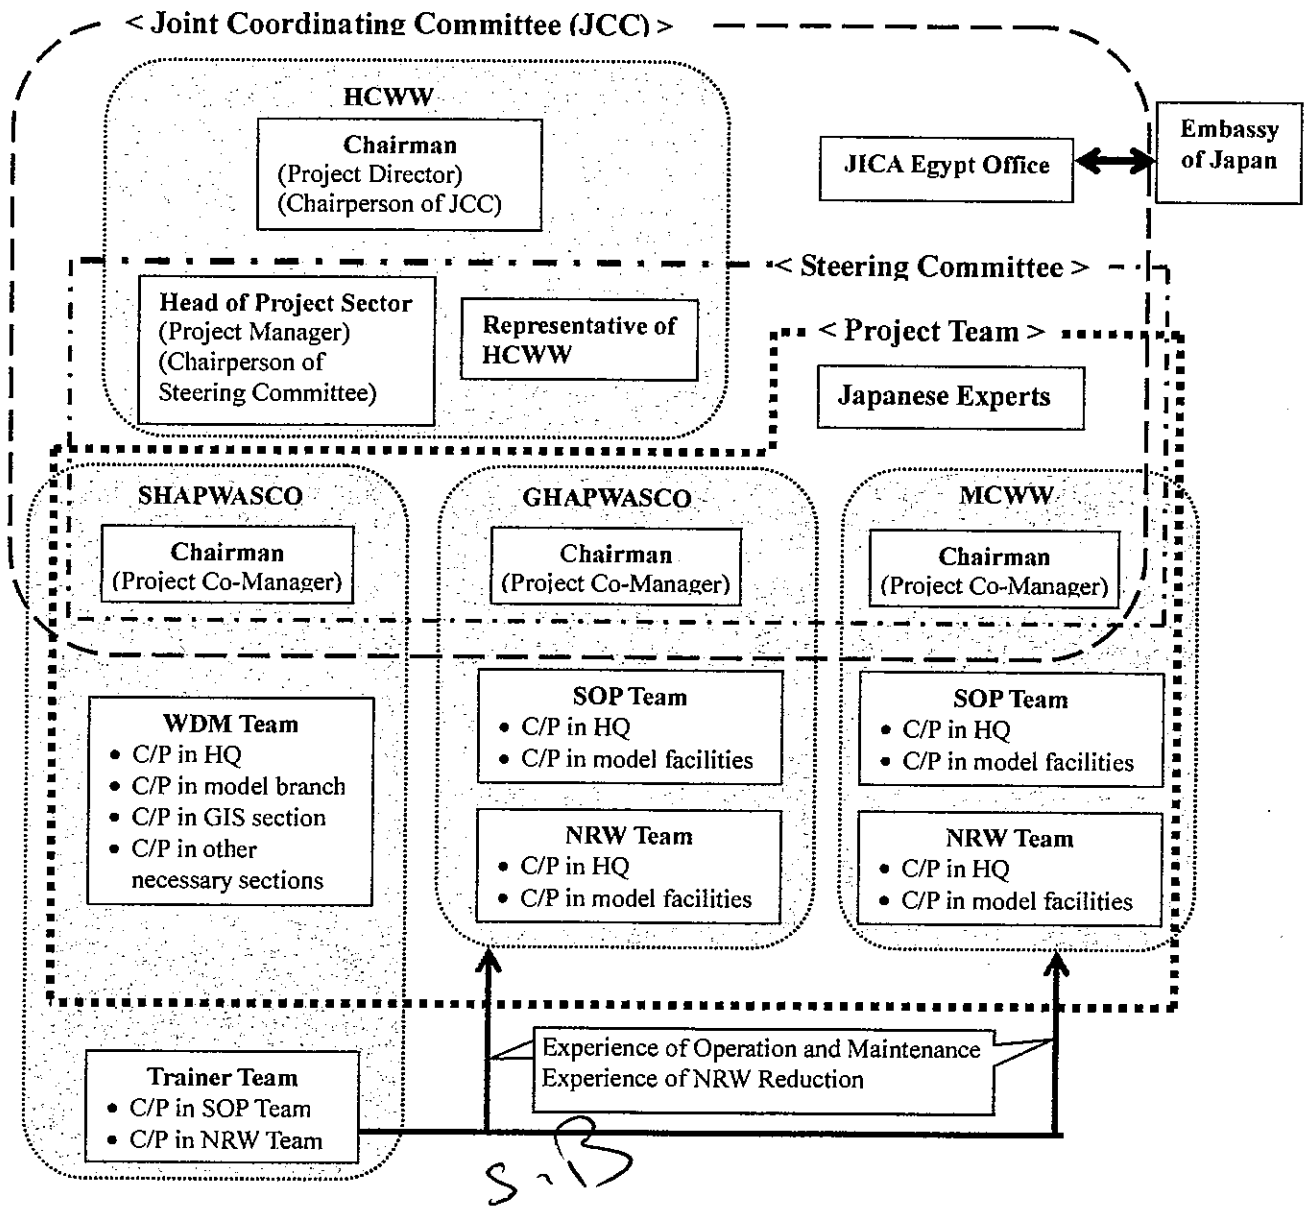 < Joint Coordinating Committee (JCC) >
HCWW
Chairman
(Project Director)
(Chairperson of JCC)
JICA Egypt Office
Embassy
of Japan
< Steering Committee >
Head of Project Sector
(Project Manager)
(Chairperson of
Steering Committee)
Representative of
HCWW
< Project Team >
Japanese Experts
SHAPWASCO
Chairman
(Project Co-Manager)
WDM Team
• C/P in HQ
• C/P in model branch
• C/P in GIS section
• C/P in other
necessary sections
GHAPWASCO
Chairman
(Project Co-Manager)
SOP Team
• C/P in HQ
• C/P in model facilities
NRW Team
• C/P in HQ
• C/P in model facilities
MCWW
Chairman
(Project Co-Manager)
SOP Team
• C/P in HQ
• C/P in model facilities
NRW Team
• C/P in HQ
• C/P in model facilities
Experience of Operation and Maintenance
Experience of NRW Reduction
Trainer Team
• C/P in SOP Team
• C/P in NRW Team
S.B